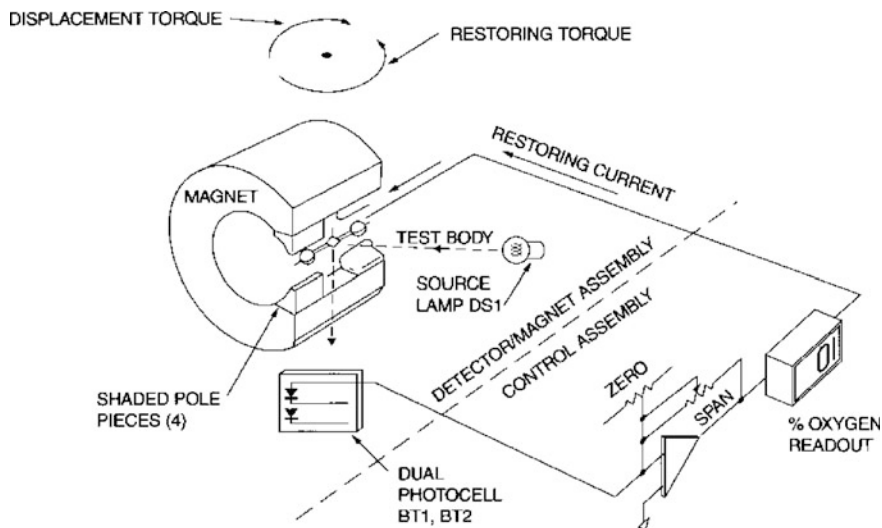 DISPLACEMENT TORQUE
RESTORING TORQUE
RESTORING CURRENT
MAGNET
TEST BODY
SOURCE
LAMP DS1
DETECTOR/MAGNET ASSEMBLY
CONTROL ASSEMBLY
ZERO
SPAN
% OXYGEN
READOUT
SHADED POLE
PIECES (4)
DUAL
PHOTOCELL
BT1, BT2